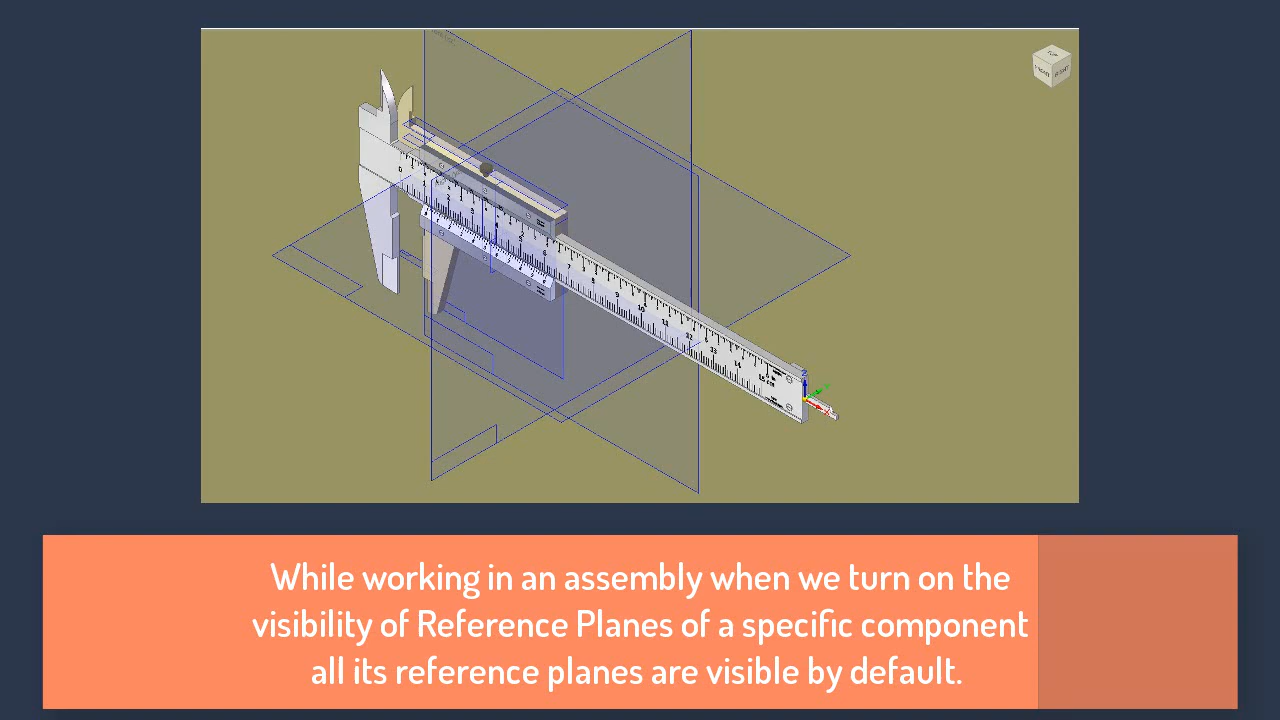 While working in an assembly when we turn on the
visibility of Reference Planes of a specific component
all its reference planes are visible by default.